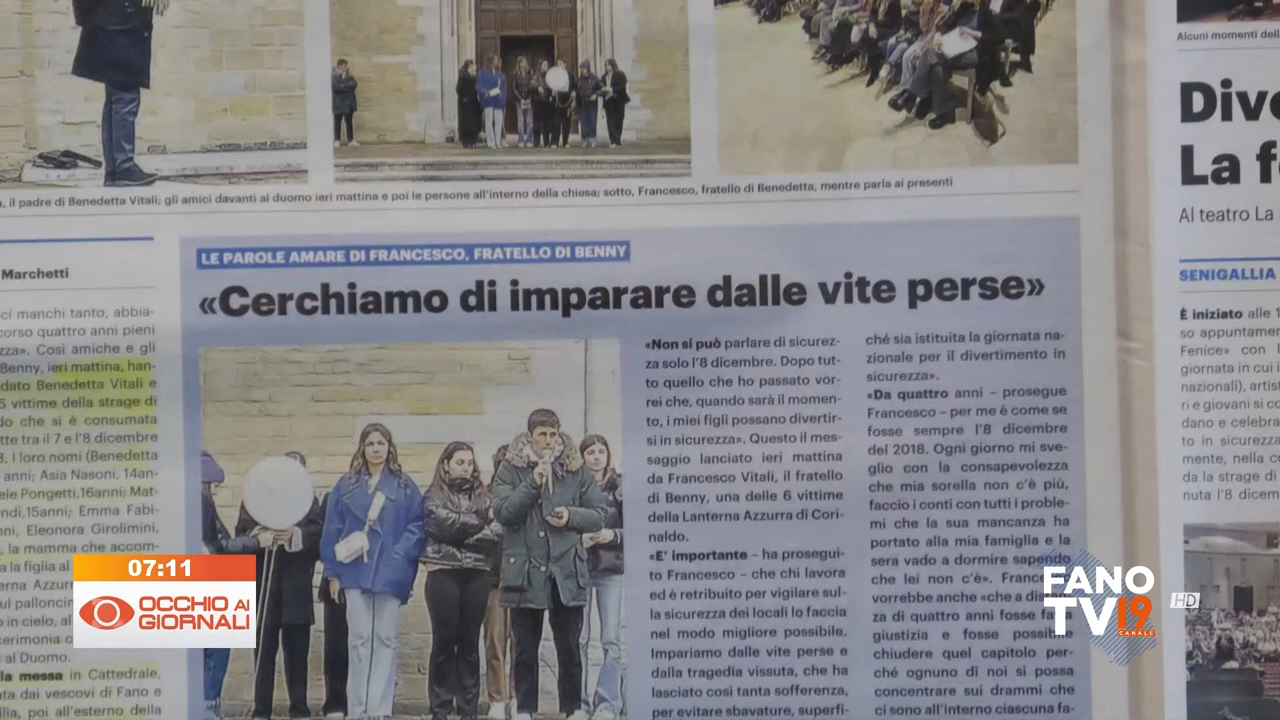 Alcuni momenti dell
, il padre di Benedetta Vitali; gli amici davanti al duomo ieri mattina e poi le persone all'interno della chiesa; sotto, Francesco, fratello di Benedetta, mentre parla ai presenti
Marchetti
ci manchi tanto, abbia-
corso quattro anni pieni
zza». Così amiche e gli
Benny, ieri mattina, han-
dato Benedetta Vitali e
5 vittime della strage di
do che si è consumata
tte tra il 7 e l'8 dicembre
8. I loro nomi (Benedetta
anni; Asia Nasoni, 14an-
ele Pongetti,16anni; Mat-
ndi,15anni; Emma Fabi-
nni, Eleonora Girolimini,
, la mamma che accom-
a la figlia al
erna Azzur
ul palloncin
o in cielo, al
cerimonia c
al Duomo.
la messa in Cattedrale,
ata dai vescovi di Fano e
llia, poi all'esterno della
LE PAROLE AMARE DI FRANCESCO, FRATELLO DI BENNY
«Cerchiamo di imparare dalle vite perse»
«Non si può parlare di sicurez-
za solo l'8 dicembre. Dopo tut-
to quello che ho passato vor-
rei che, quando sarà il momen-
to, i miei figli possano divertir-
si in sicurezza». Questo il mes-
saggio lanciato ieri mattina
da Francesco Vitali, il fratello
di Benny, una delle 6 vittime
della Lanterna Azzurra di Cori-
naldo.
«E' importante – ha prosegui-
to Francesco – che chi lavora
ed è retribuito per vigilare sul-
la sicurezza dei locali lo faccia
nel modo migliore possibile.
Impariamo dalle vite perse e
dalla tragedia vissuta, che ha
lasciato così tanta sofferenza,
per evitare sbavature, superfi-
ché sia istituita la giornata na-
zionale per il divertimento in
sicurezza».
«Da quattro anni – prosegue
Francesco – per me è come se
fosse sempre l'8 dicembre
del 2018. Ogni giorno mi sve-
glio con la consapevolezza
che mia sorella non c'è più,
faccio i conti con tutti i proble-
mi che la sua mancanza ha
portato alla mia famiglia e la
sera vado a dormire sapendo
che lei non c'è». Franc
vorrebbe anche «che a dis
za di quattro anni fosse fa
giustizia e fosse possibile
chiudere quel capitolo per-
ché ognuno di noi si possa
concentrare sui drammi che
ci sono all'interno ciascuna fa-
Dive
La f
Al teatro La
SENIGALLIA
È iniziato alle 1
so appuntamen
Fenice» con l
giornata in cui i
nazionali), artis
ri e giovani si co
dano e celebra
to in sicurezza
mente, nella c
da la strage di
nuta l'8 dicem
07:11
OCCHIO AI
GIORNALI
FANO
TV19
CANALE
HD